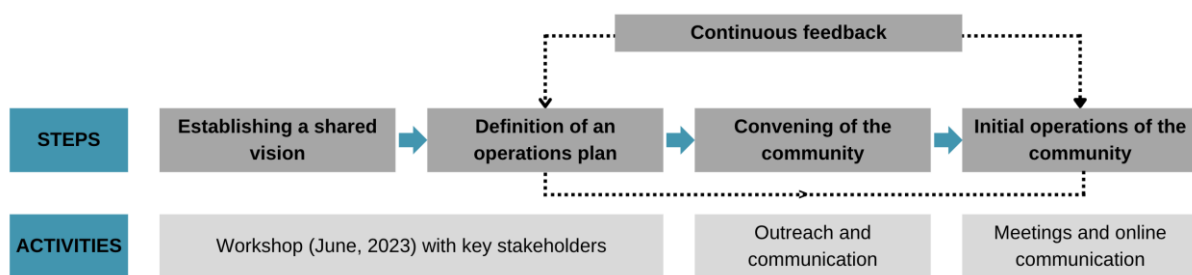 Continuous feedback
STEPS
Establishing a shared
vision
Definition of an
operations plan
Convening of the
community
Initial operations of the
community
ACTIVITIES
Workshop (June, 2023) with key stakeholders
Outreach and
communication
Meetings and online
communication